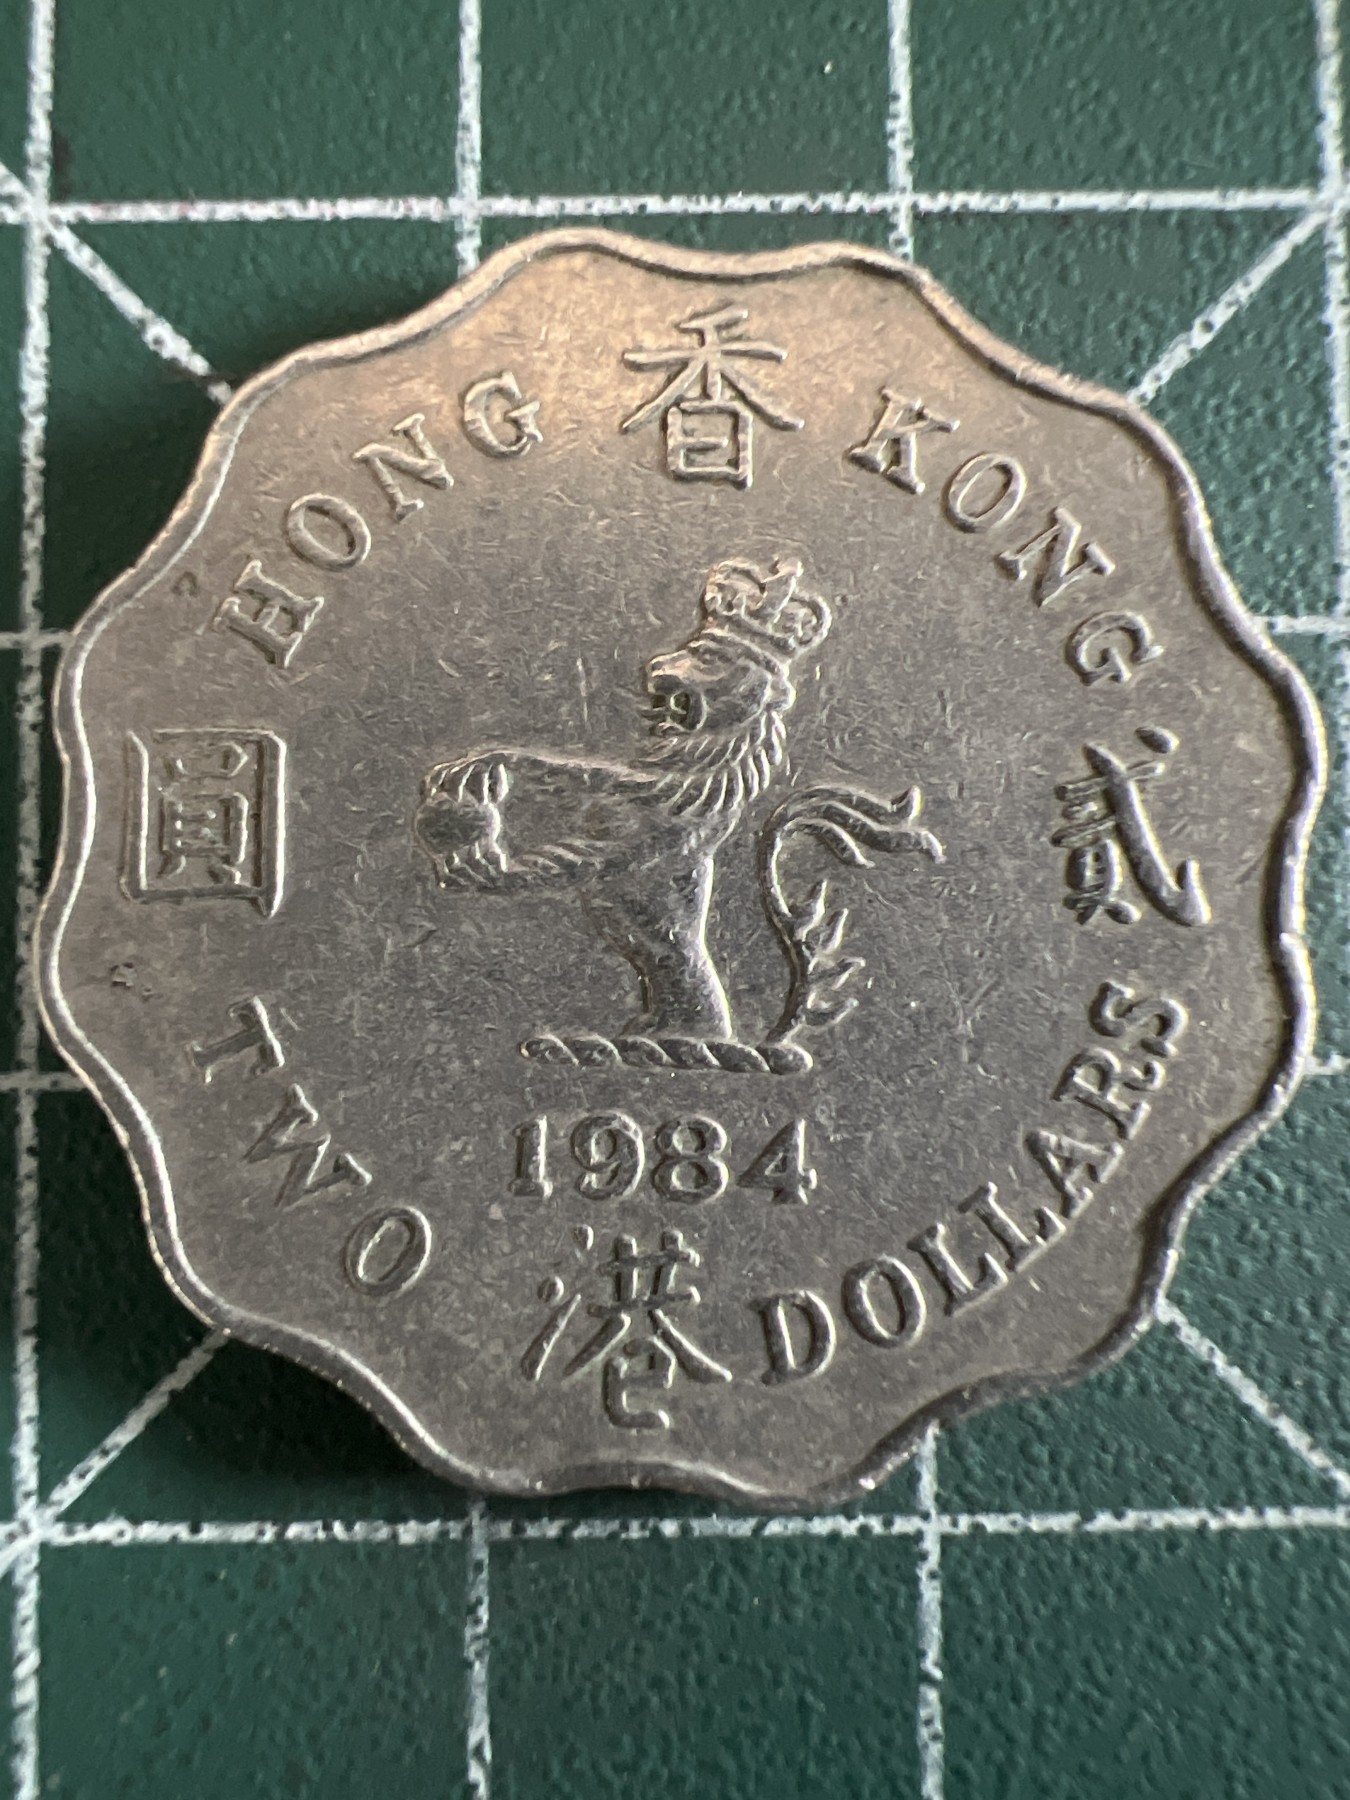 HONG 香 KONG
圓 貳
1984
港
TWO DOLLARS